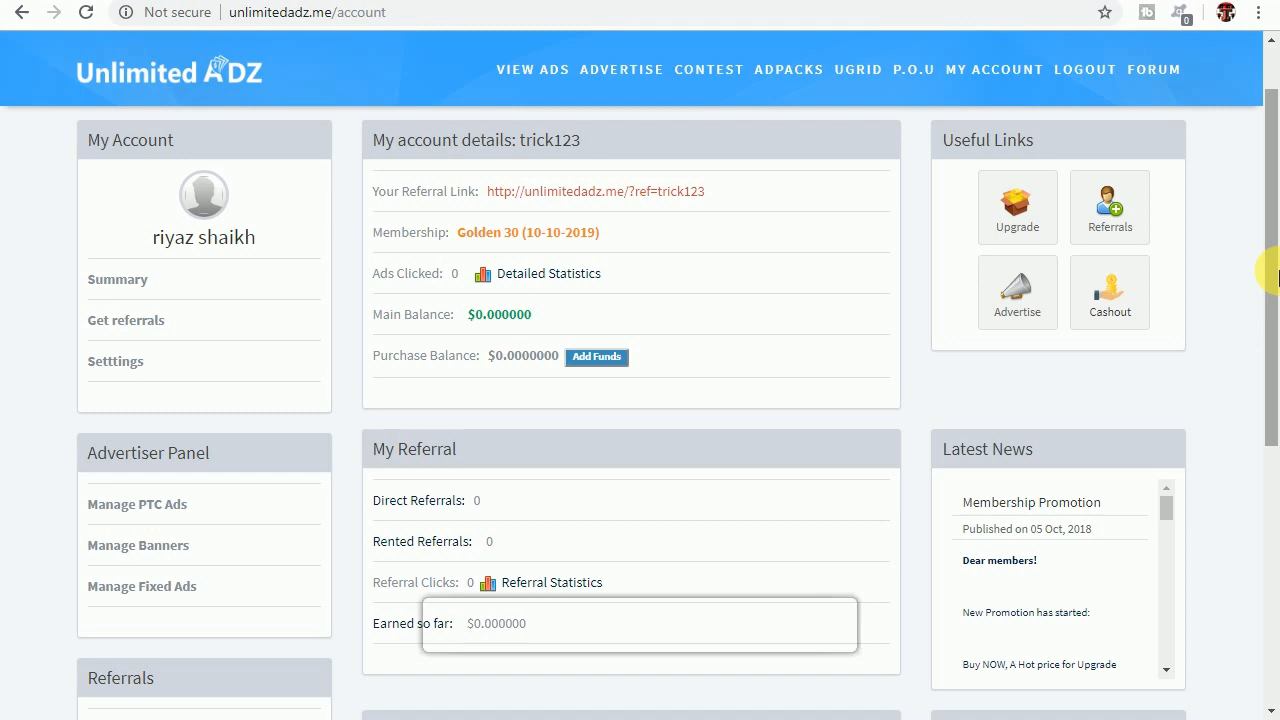 Not secure | unlimitedadz.me/account
0
Unlimited ADZ
VIEW ADS ADVERTISE CONTEST ADPACKS UGRID P.O.U MY ACCOUNT LOGOUT FORUM
My Account
riyaz shaikh
Summary
Get referrals
Setttings
Advertiser Panel
Manage PTC Ads
Manage Banners
Manage Fixed Ads
Referrals
My account details: trick123
Your Referral Link: http://unlimitedadz.me/?ref=trick123
Membership: Golden 30 (10-10-2019)
Ads Clicked: 0 Detailed Statistics
Main Balance: $0.000000
Purchase Balance: $0.0000000 Add Funds
My Referral
Direct Referrals: 0
Rented Referrals: 0
Referral Clicks: 0 Referral Statistics
Earned so far: $0.000000
Useful Links
Upgrade
Referrals
Advertise
Cashout
Latest News
Membership Promotion
Published on 05 Oct, 2018
Dear members!
New Promotion has started:
Buy NOW, A Hot price for Upgrade